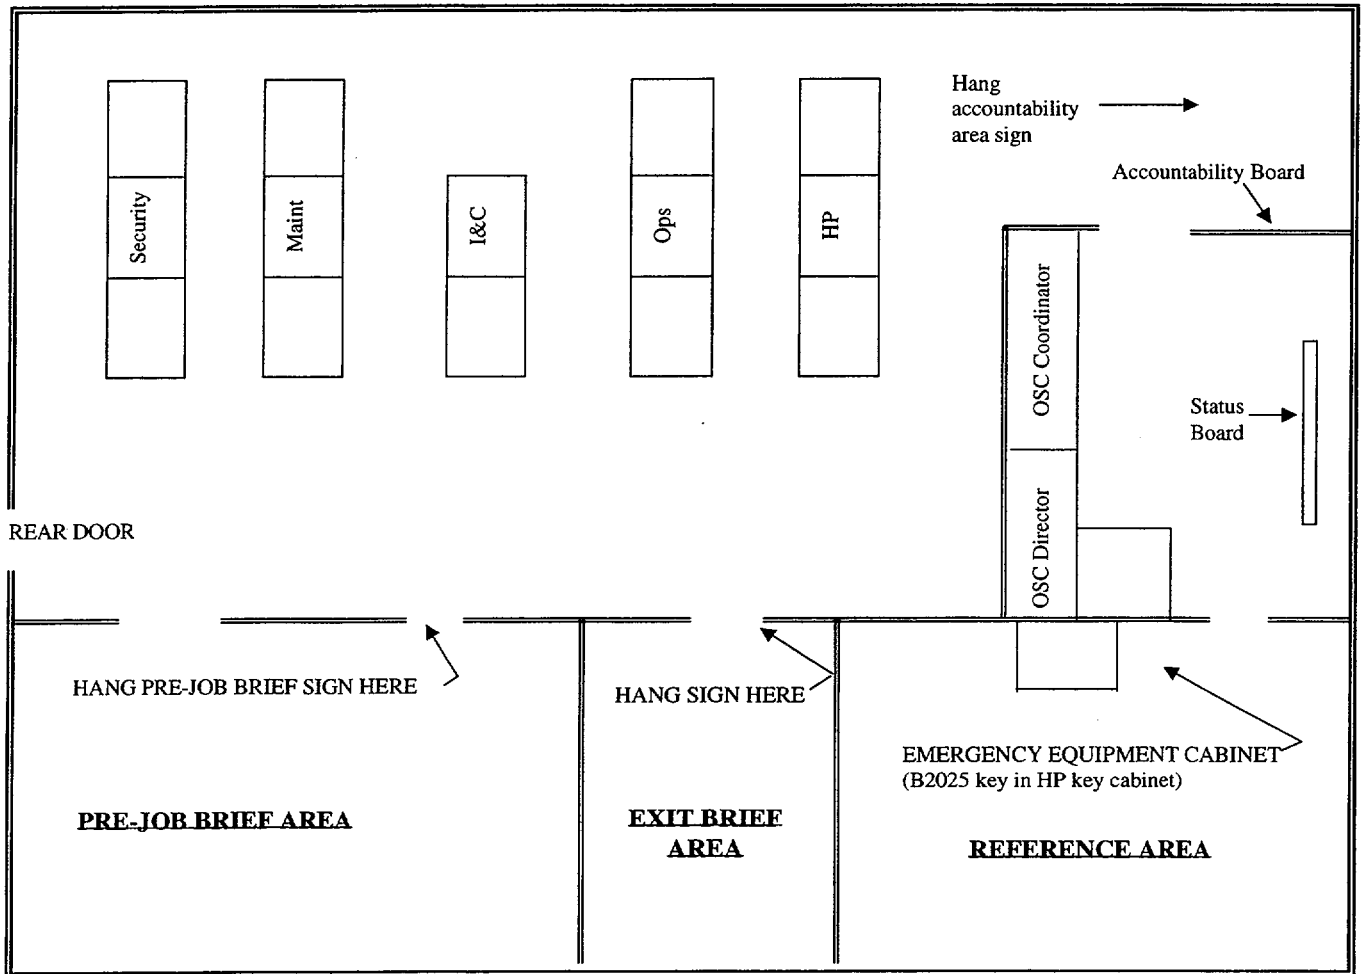 Hang
accountability
area sign
Accountability Board
Security
Maint
I&C
Ops
HP
OSC Coordinator
Status
Board
OSC Director
REAR DOOR
HANG PRE-JOB BRIEF SIGN HERE
HANG SIGN HERE
EMERGENCY EQUIPMENT CABINET
(B2025 key in HP key cabinet)
PRE-JOB BRIEF AREA
EXIT BRIEF
AREA
REFERENCE AREA